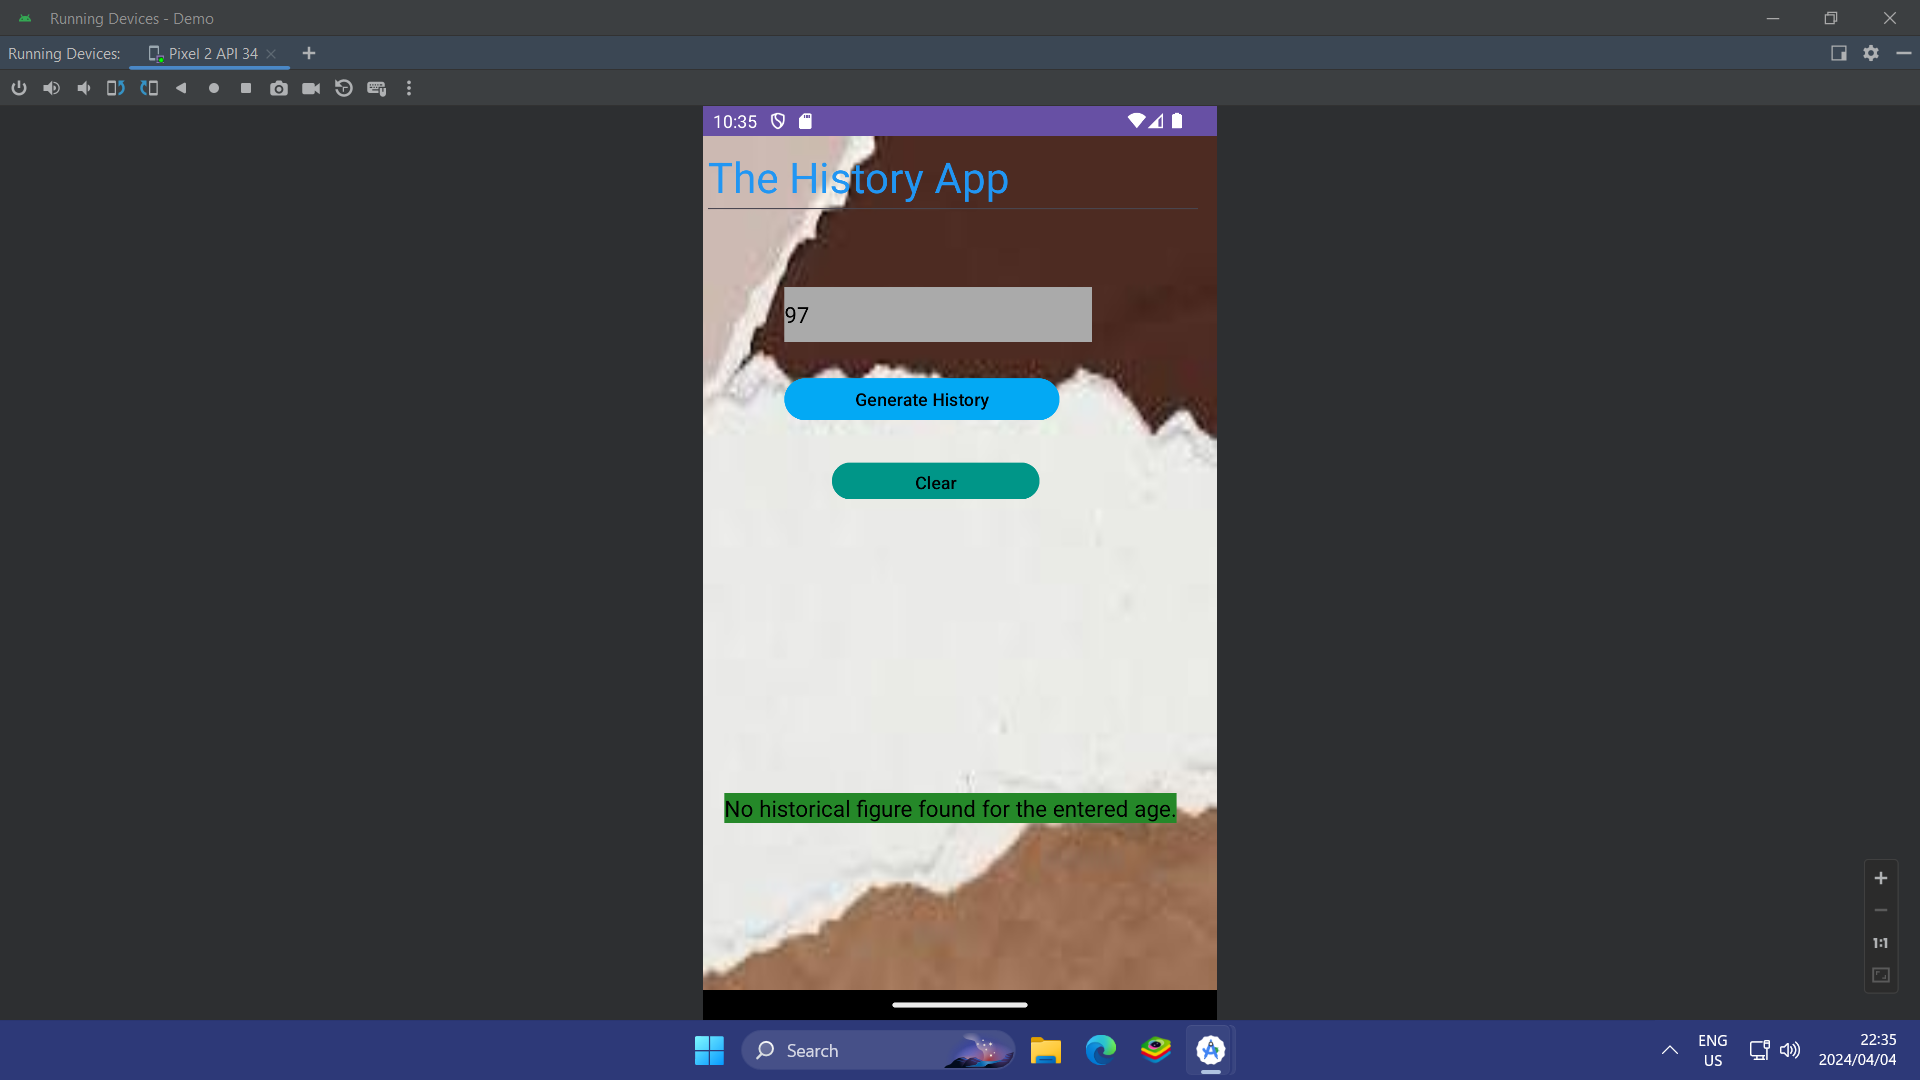 Running Devices - Demo
Running Devices: Pixel 2 API 34
10:35
The History App
97
Generate History
Clear
No historical figure found for the entered age.
1:1
Search
ENG
US
22:35
2024/04/04